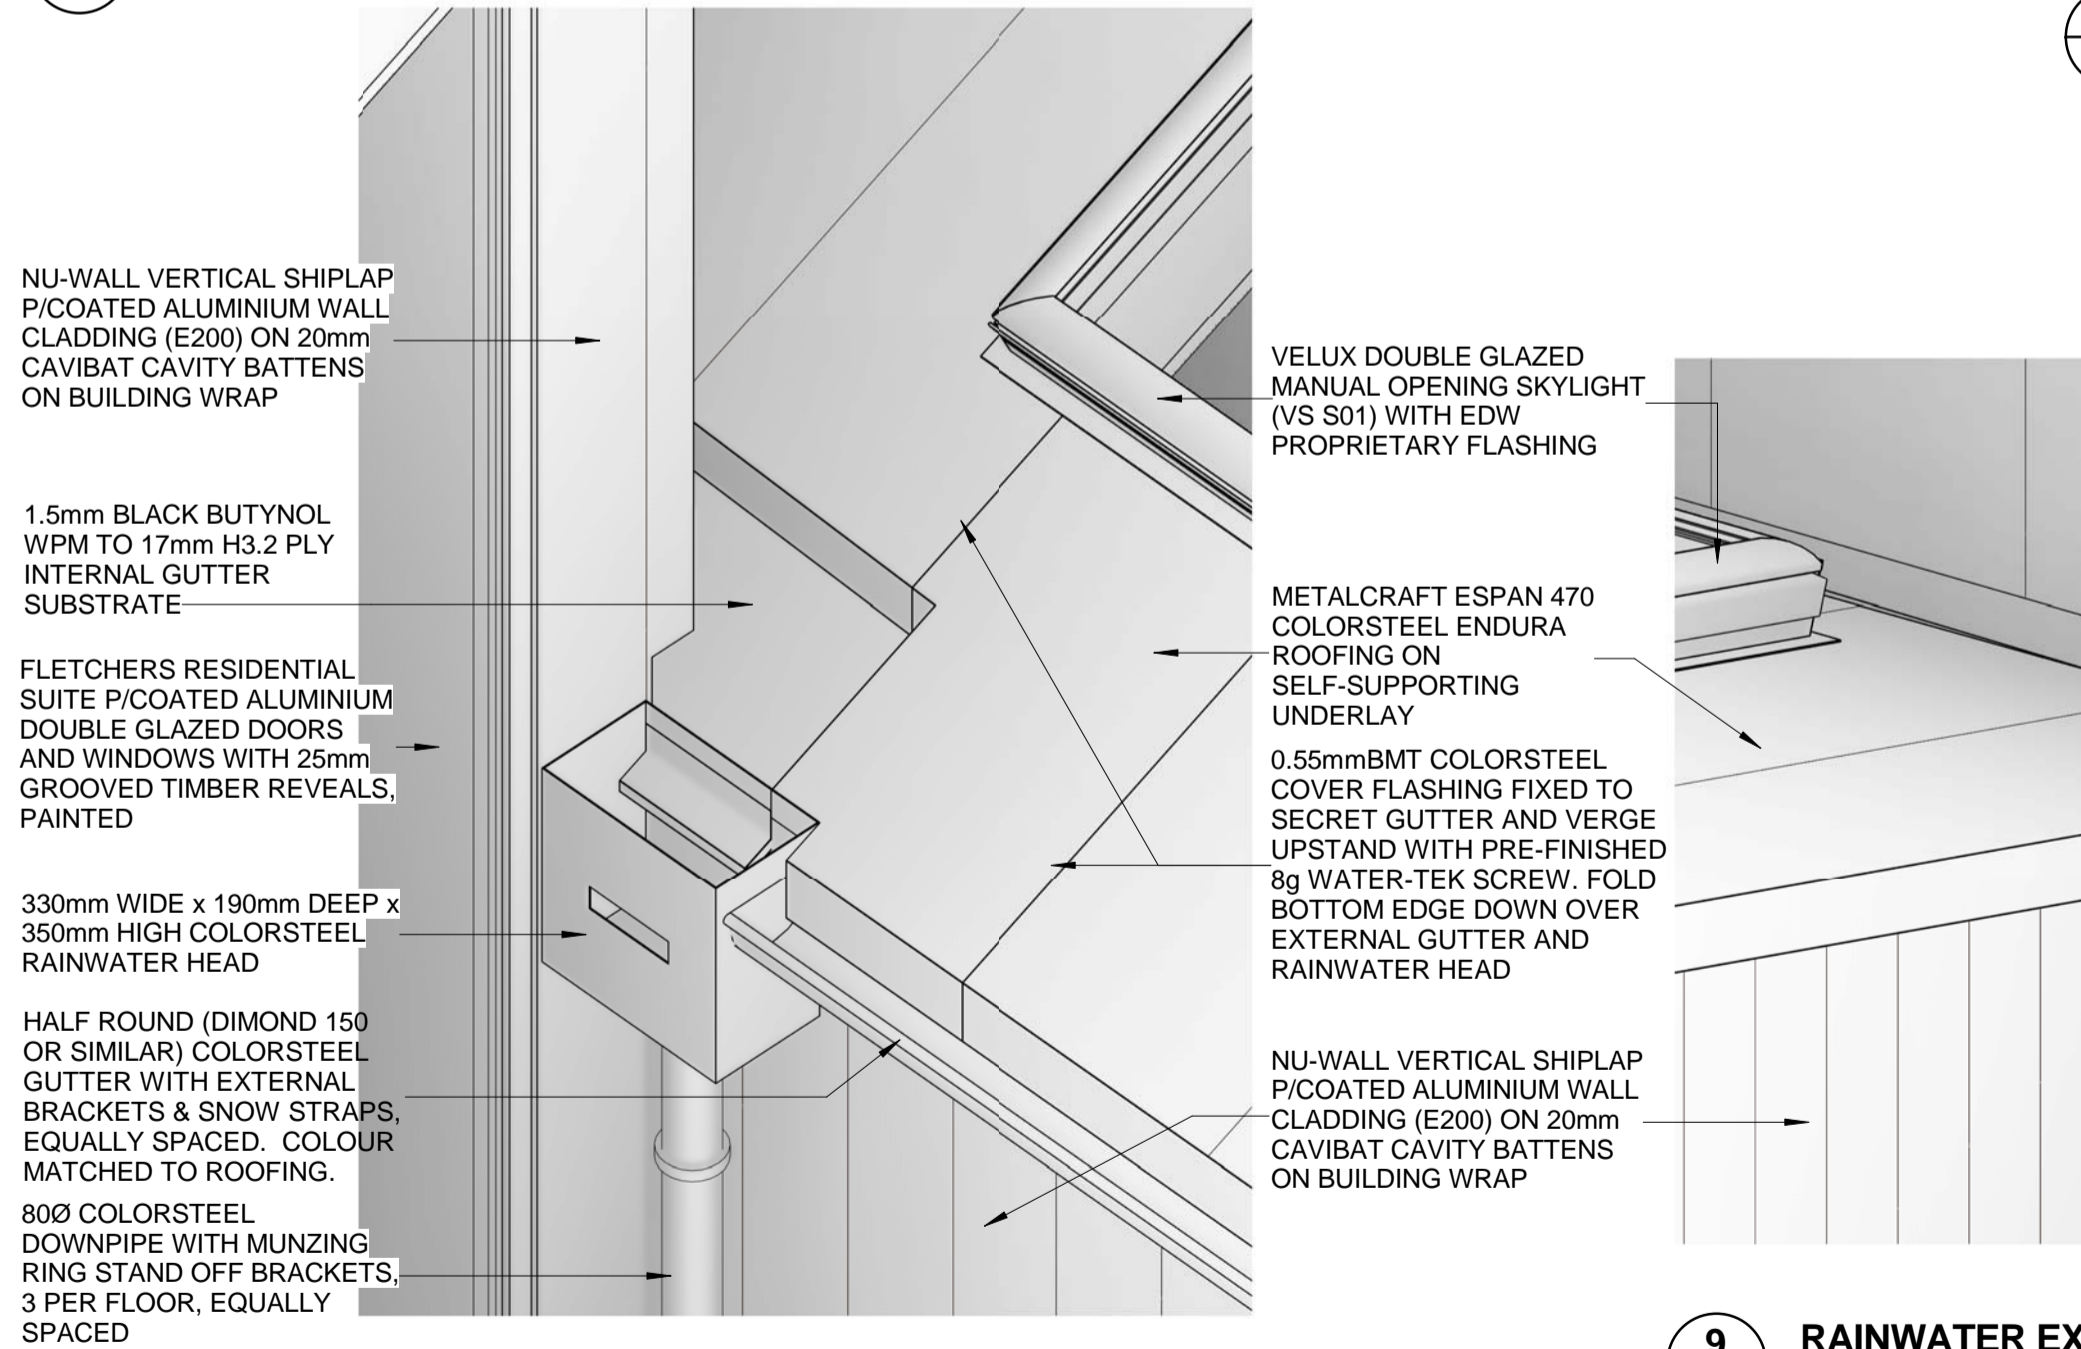 NU-WALL VERTICAL SHIPLAP
P/COATED ALUMINIUM WALL
CLADDING (E200) ON 20mm
CAVIBAT CAVITY BATTENS
ON BUILDING WRAP
1.5mm BLACK BUTYNOL
WPM TO 17mm H3.2 PLY
INTERNAL GUTTER
SUBSTRATE
FLETCHERS RESIDENTIAL
SUITE P/COATED ALUMINIUM
DOUBLE GLAZED DOORS
AND WINDOWS WITH 25mm
GROOVED TIMBER REVEALS,
PAINTED
330mm WIDE x 190mm DEEP x
350mm HIGH COLORSTEEL
RAINWATER HEAD
HALF ROUND (DIMOND 150
OR SIMILAR) COLORSTEEL
GUTTER WITH EXTERNAL
BRACKETS & SNOW STRAPS,
EQUALLY SPACED. COLOUR
MATCHED TO ROOFING.
80Ø COLORSTEEL
DOWNPIPE WITH MUNZING
RING STAND OFF BRACKETS,
3 PER FLOOR, EQUALLY
SPACED
VELUX DOUBLE GLAZED
MANUAL OPENING SKYLIGHT
(VS S01) WITH EDW
PROPRIETARY FLASHING
METALCRAFT ESPAN 470
COLORSTEEL ENDURA
ROOFING ON
SELF-SUPPORTING
UNDERLAY
0.55mmBMT COLORSTEEL
COVER FLASHING FIXED TO
SECRET GUTTER AND VERGE
UPSTAND WITH PRE-FINISHED
8g WATER-TEK SCREW. FOLD
BOTTOM EDGE DOWN OVER
EXTERNAL GUTTER AND
RAINWATER HEAD
NU-WALL VERTICAL SHIPLAP
P/COATED ALUMINIUM WALL
CLADDING (E200) ON 20mm
CAVIBAT CAVITY BATTENS
ON BUILDING WRAP
9
RAINWATER EX